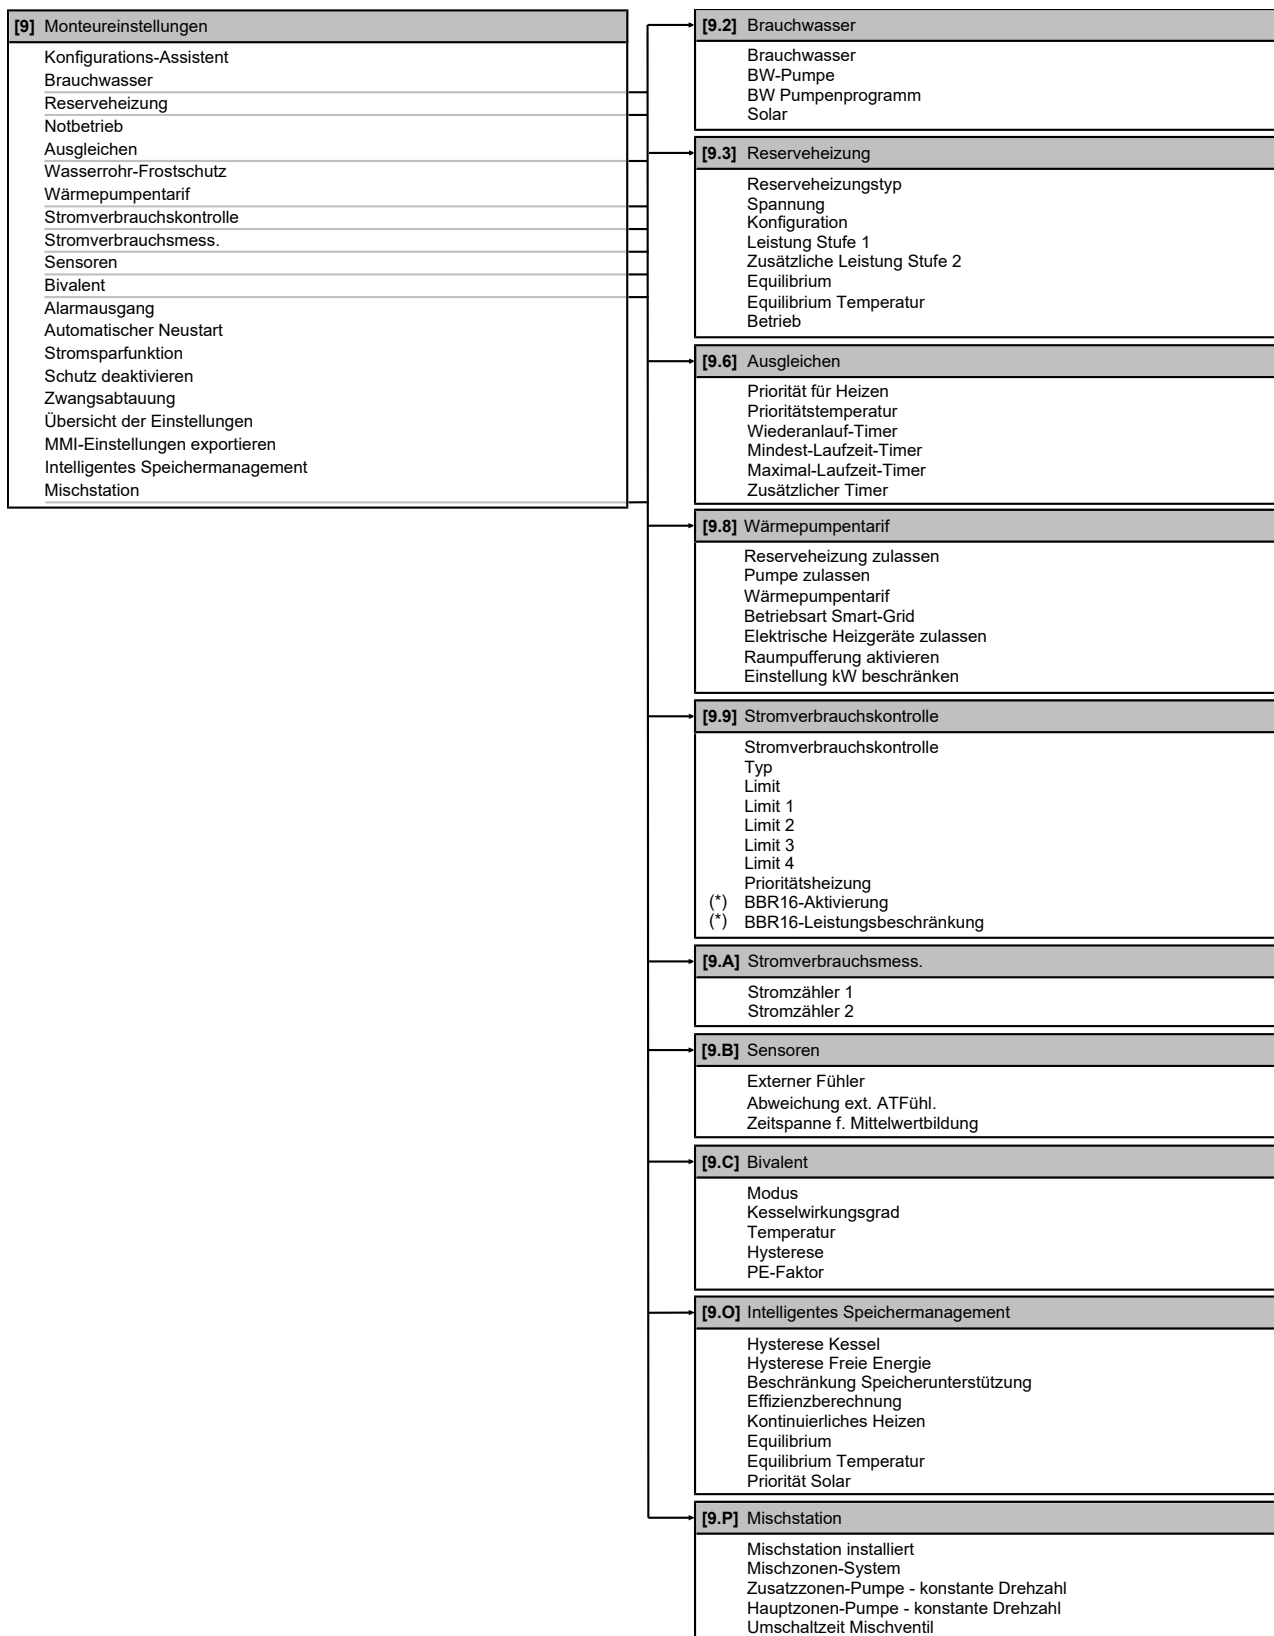 [9] Monteureinstellungen
Konfigurations-Assistent
Brauchwasser
Reserveheizung
Notbetrieb
Ausgleichen
Wasserrohr-Frostschutz
Wärmepumpentarif
Stromverbrauchskontrolle
Stromverbrauchsmess.
Sensoren
Bivalent
Alarmausgang
Automatischer Neustart
Stromsparfunktion
Schutz deaktivieren
Zwangsabtauung
Übersicht der Einstellungen
MMI-Einstellungen exportieren
Intelligentes Speichermanagement
Mischstation
[9.2] Brauchwasser
Brauchwasser
BW-Pumpe
BW Pumpenprogramm
Solar
[9.3] Reserveheizung
Reserveheizungstyp
Spannung
Konfiguration
Leistung Stufe 1
Zusätzliche Leistung Stufe 2
Equilibrium
Equilibrium Temperatur
Betrieb
[9.6] Ausgleichen
Priorität für Heizen
Prioritätstemperatur
Wiederanlauf-Timer
Mindest-Laufzeit-Timer
Maximal-Laufzeit-Timer
Zusätzlicher Timer
[9.8] Wärmepumpentarif
Reserveheizung zulassen
Pumpe zulassen
Wärmepumpentarif
Betriebsart Smart-Grid
Elektrische Heizgeräte zulassen
Raumpufferung aktivieren
Einstellung kW beschränken
[9.9] Stromverbrauchskontrolle
Stromverbrauchskontrolle
Typ
Limit
Limit 1
Limit 2
Limit 3
Limit 4
Prioritätsheizung
(*) BBR16-Aktivierung
(*) BBR16-Leistungsbeschränkung
[9.A] Stromverbrauchsmess.
Stromzähler 1
Stromzähler 2
[9.B] Sensoren
Externer Fühler
Abweichung ext. ATFühl.
Zeitspanne f. Mittelwertbildung
[9.C] Bivalent
Modus
Kesselwirkungsgrad
Temperatur
Hysterese
PE-Faktor
[9.O] Intelligentes Speichermanagement
Hysterese Kessel
Hysterese Freie Energie
Beschränkung Speicherunterstützung
Effizienzberechnung
Kontinuierliches Heizen
Equilibrium
Equilibrium Temperatur
Priorität Solar
[9.P] Mischstation
Mischstation installiert
Mischzonen-System
Zusatzzonen-Pumpe - konstante Drehzahl
Hauptzonen-Pumpe - konstante Drehzahl
Umschaltzeit Mischventil